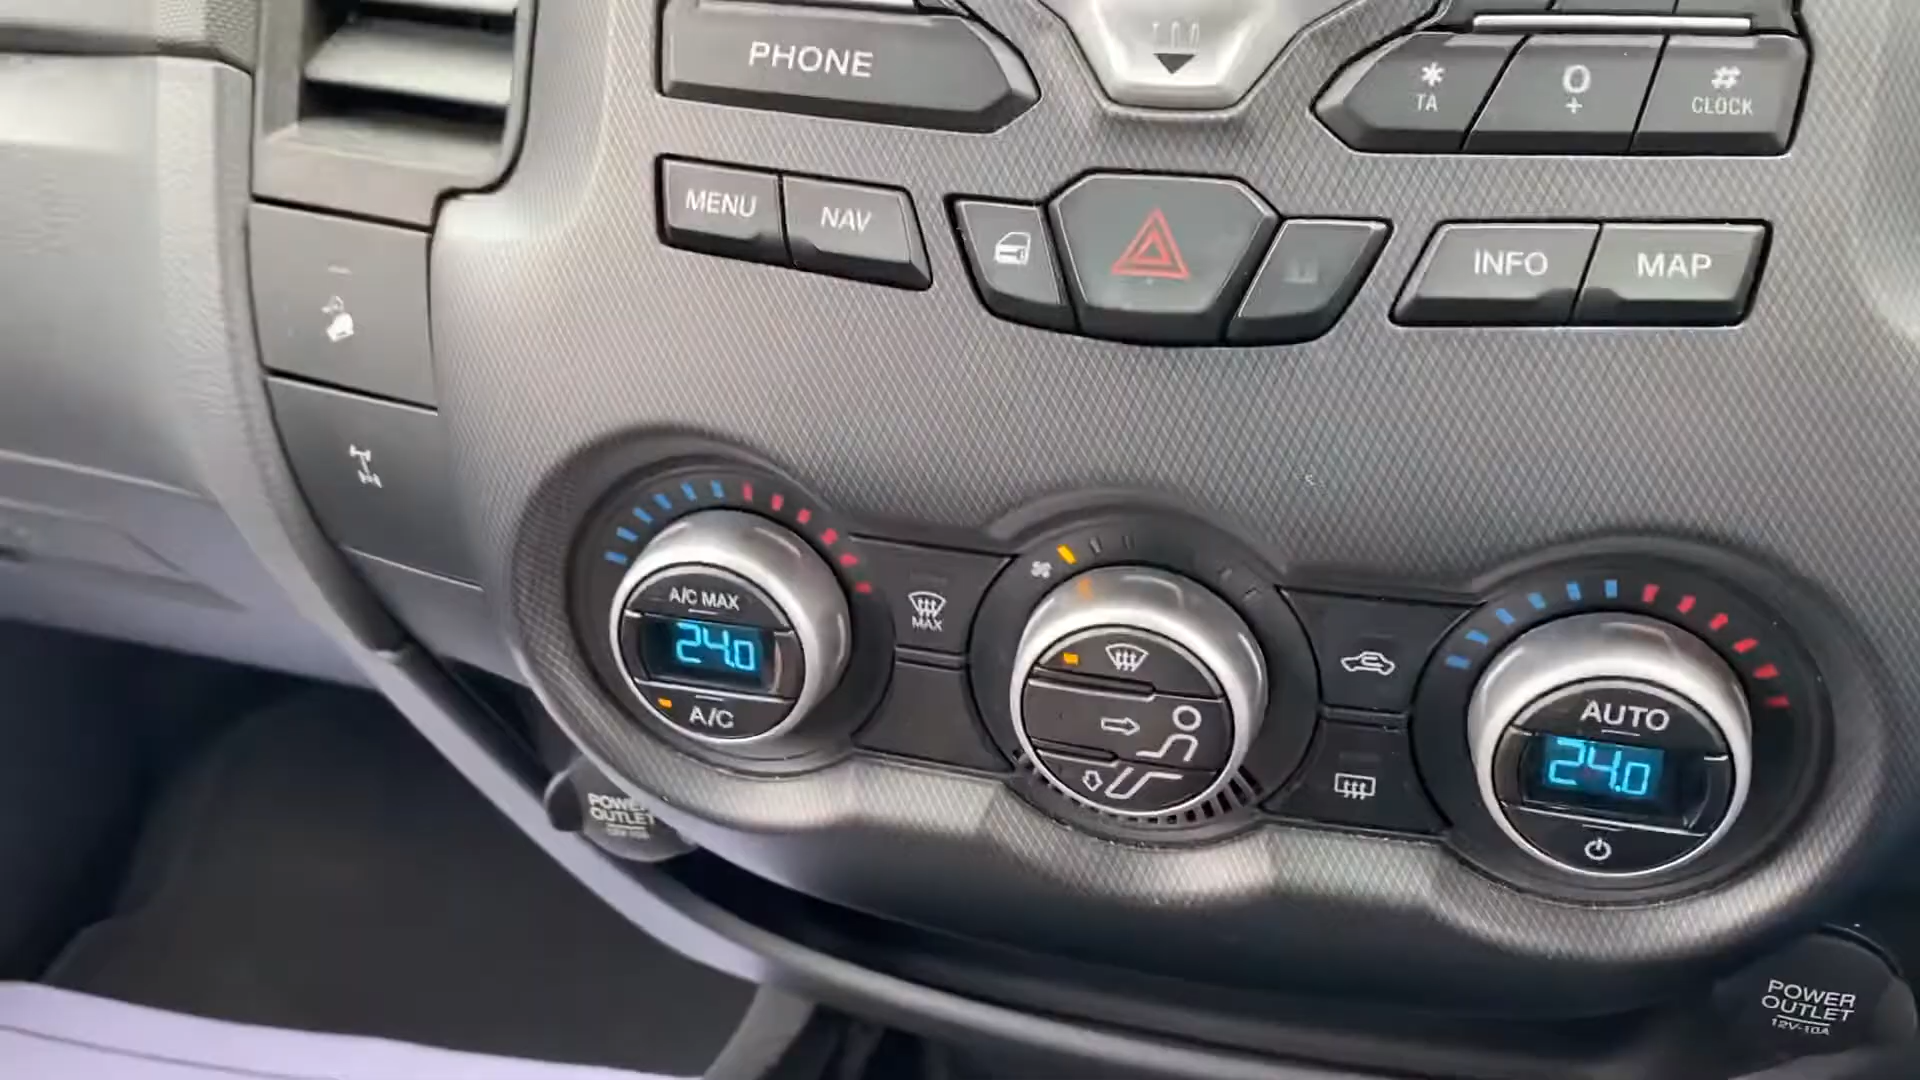 PHONE
*
TA
0
+
#
CLOCK
MENU
NAV
INFO
MAP
A/C MAX
24.0
A/C
MAX
AUTO
24.0
POWER
OUTLET
POWER
OUTLET
12V-10A